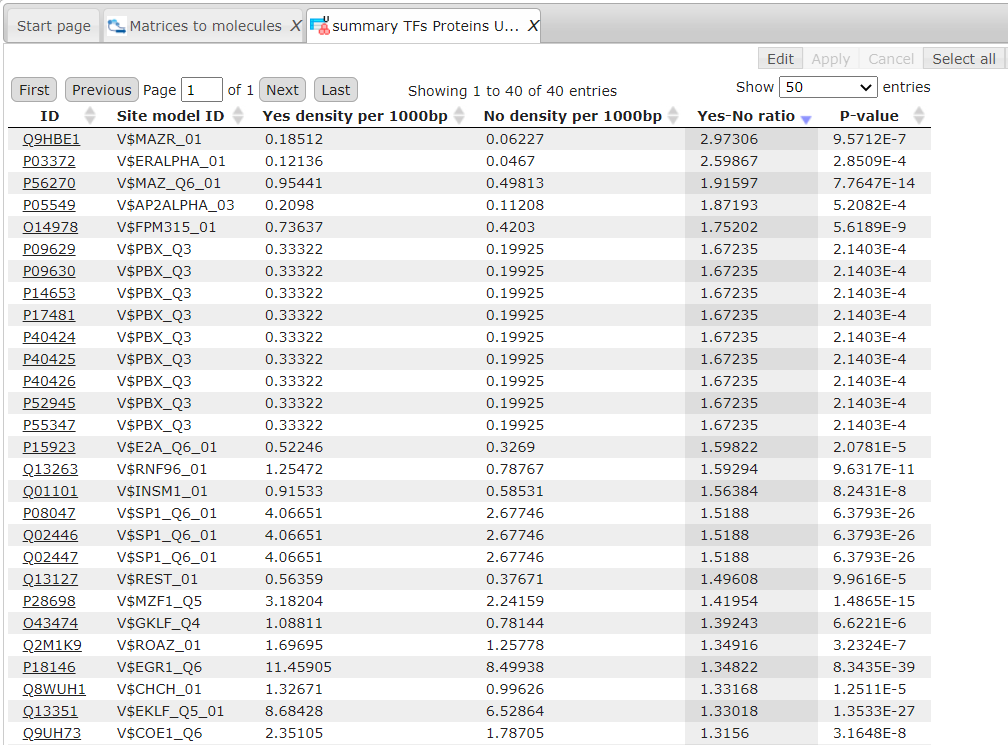 Start page Matrices to molecules X summary TFs Proteins U... X
Edit Apply Cancel Select all
First Previous Page 1 of 1 Next Last Showing 1 to 40 of 40 entries Show 50 entries
ID Site model ID Yes density per 1000bp No density per 1000bp Yes-No ratio P-value
Q9HBE1 V$MAZR_01 0.18512 0.06227 2.97306 9.5712E-7
P03372 V$ERALPHA_01 0.12136 0.0467 2.59867 2.8509E-4
P56270 V$MAZ_Q6_01 0.95441 0.49813 1.91597 7.7647E-14
P05549 V$AP2ALPHA_03 0.2098 0.11208 1.87193 5.2082E-4
O14978 V$FPM315_01 0.73637 0.4203 1.75202 5.6189E-9
P09629 V$PBX_Q3 0.33322 0.19925 1.67235 2.1403E-4
P09630 V$PBX_Q3 0.33322 0.19925 1.67235 2.1403E-4
P14653 V$PBX_Q3 0.33322 0.19925 1.67235 2.1403E-4
P17481 V$PBX_Q3 0.33322 0.19925 1.67235 2.1403E-4
P40424 V$PBX_Q3 0.33322 0.19925 1.67235 2.1403E-4
P40425 V$PBX_Q3 0.33322 0.19925 1.67235 2.1403E-4
P40426 V$PBX_Q3 0.33322 0.19925 1.67235 2.1403E-4
P52945 V$PBX_Q3 0.33322 0.19925 1.67235 2.1403E-4
P55347 V$PBX_Q3 0.33322 0.19925 1.67235 2.1403E-4
P15923 V$E2A_Q6_01 0.52246 0.3269 1.59822 2.0781E-5
Q13263 V$RNF96_01 1.25472 0.78767 1.59294 9.6317E-11
Q01101 V$INSM1_01 0.91533 0.58531 1.56384 8.2431E-8
P08047 V$SP1_Q6_01 4.06651 2.67746 1.5188 6.3793E-26
Q02446 V$SP1_Q6_01 4.06651 2.67746 1.5188 6.3793E-26
Q02447 V$SP1_Q6_01 4.06651 2.67746 1.5188 6.3793E-26
Q13127 V$REST_01 0.56359 0.37671 1.49608 9.9616E-5
P28698 V$MZF1_Q5 3.18204 2.24159 1.41954 1.4865E-15
O43474 V$GKLF_Q4 1.08811 0.78144 1.39243 6.6221E-6
Q2M1K9 V$ROAZ_01 1.69695 1.25778 1.34916 3.2324E-7
P18146 V$EGR1_Q6 11.45905 8.49938 1.34822 8.3435E-39
Q8WUH1 V$CHCH_01 1.32671 0.99626 1.33168 1.2511E-5
Q13351 V$EKLF_Q5_01 8.68428 6.52864 1.33018 1.3533E-27
Q9UH73 V$COE1_Q6 2.35105 1.78705 1.3156 3.1648E-8